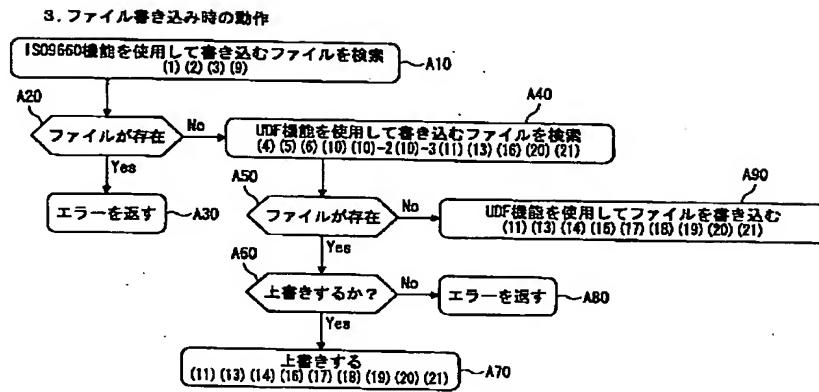 3. ファイル書き込み時の動作
ISO9660機能を使用して書き込むファイルを検索
(1) (2) (3) (9)
A10
A20
ファイルが存在
No
Yes
エラーを返す
A30
A40
UDF機能を使用して書き込むファイルを検索
(4) (5) (6) (10) (10)-2 (10)-3 (11) (13) (16) (20) (21)
A50
ファイルが存在
No
Yes
A90
UDF機能を使用してファイルを書き込む
(11) (13) (14) (16) (17) (18) (19) (20) (21)
A60
上書きするか?
No
Yes
エラーを返す
A80
上書きする
(11) (13) (14) (16) (17) (18) (19) (20) (21)
A70